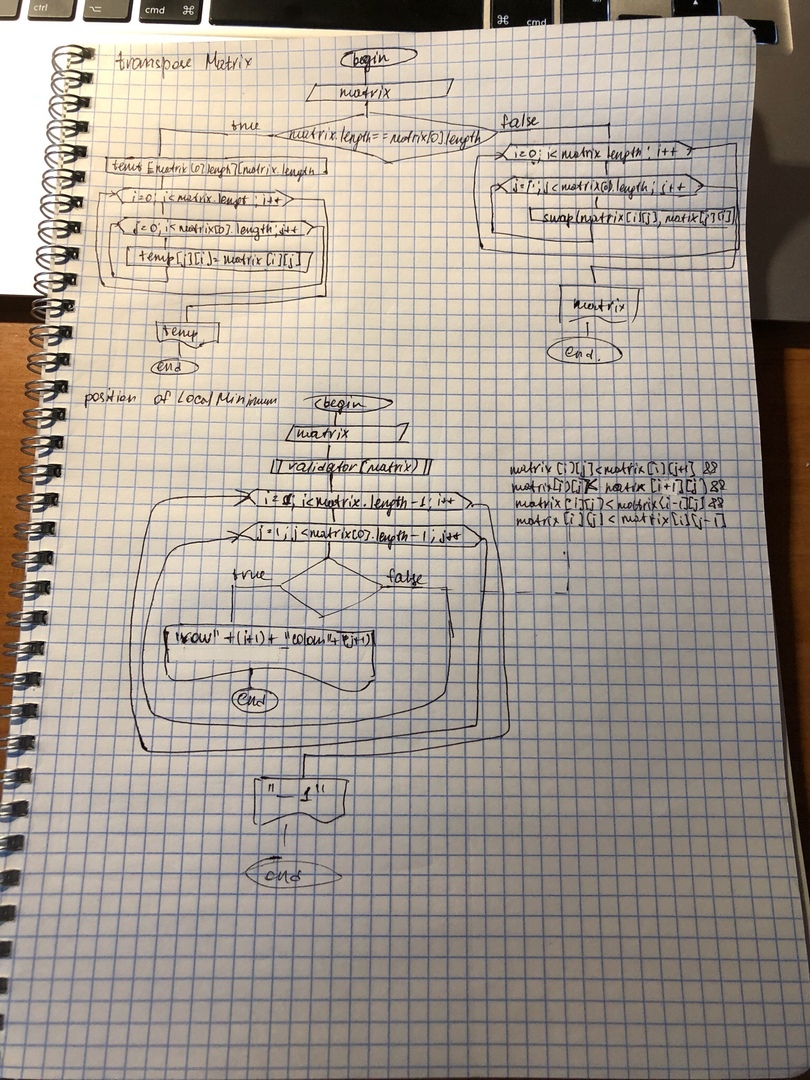 ctrl
cmd ⌘
⌘ cmd
transpose Matrix
begin
matrix
true
matrix.length==matrix[0].length
false
temp [matrix[0].length][matrix.length
i=0; i<matrix.lengt; i++
j=0; i<matrix[0].length; j++
temp[j][i]=matrix[i][j]
temp
end
i=0; i<matrix.length; i++
j=i; j<matrix[0].length; j++
swap(matrix[i][j], matrix[j][i]
matrix
end.
position of Local Minimum
begin
matrix
validator(matrix)
i=1; i<matrix.length-1; i++
j=1; j<matrix[0].length-1; j++
matrix[i][j]<matrix[i][j+1] &&
matrix[i][j]< matrix[i+1][j] &&
matrix[i][j]<matrix[i-1][j] &&
matrix[i][j]<matrix[i][j-1]
true
false
"row"+(i+1)+ "colom"+(j+1)
end
"-1"
end